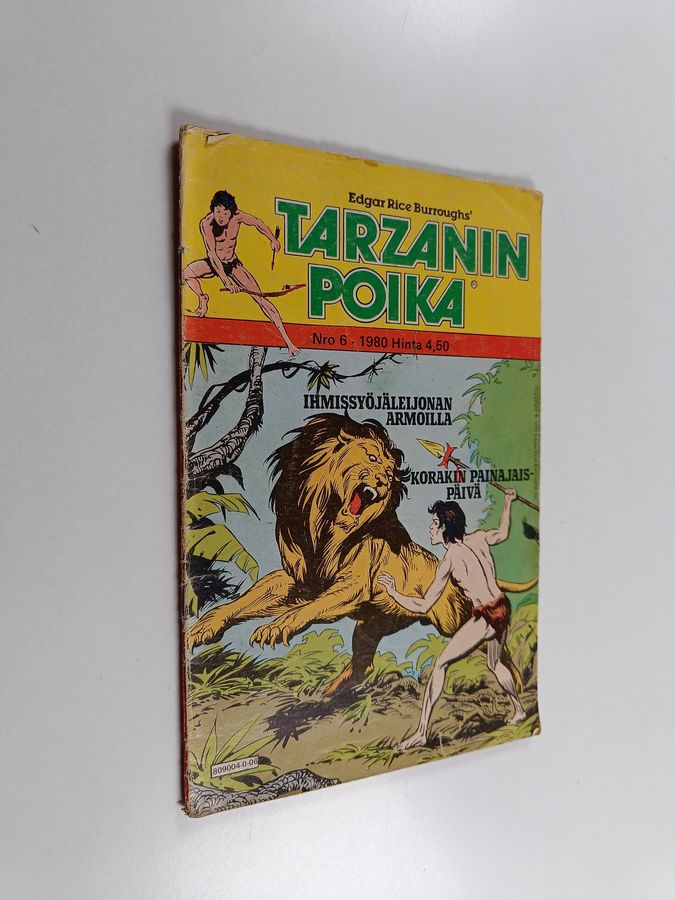 Edgar Rice Burroughs'
TARZANIN
POIKA
Nro 6 . 1980 Hinta 4,50
IHMISSYÖJÄLEIJONAN
ARMOILLA
KORAKIN PAINAJAIS-
PÄIVÄ
809004-0-06